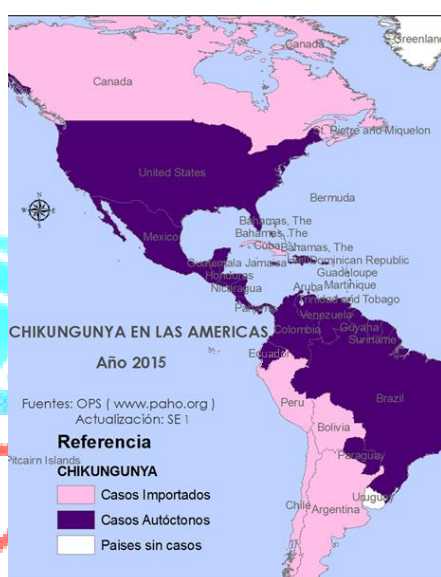 Greenland
Canada
Canada
St. Pierre and Miquelon
United States
Bermuda
N
W E
S
Bahamas, The
Bahamas, The
Cuba
Bahamas, The
Mexico
Dominican Republic
Guatemala Jamaica
Honduras
Guadeloupe
Nicaragua
Martinique
Aruba
Trinidad and Tobago
Panama
Venezuela
CHIKUNGUNYA EN LAS AMERICAS
Colombia
Guyana
Suriname
Año 2015
Ecuador
Fuentes: OPS ( www.paho.org )
Actualización: SE 1
Peru
Brazil
Bolivia
Referencia
Paraguay
Pitcairn Islands
CHIKUNGUNYA
Casos Importados
Uruguay
Chile
Argentina
Casos Autóctonos
Paises sin casos